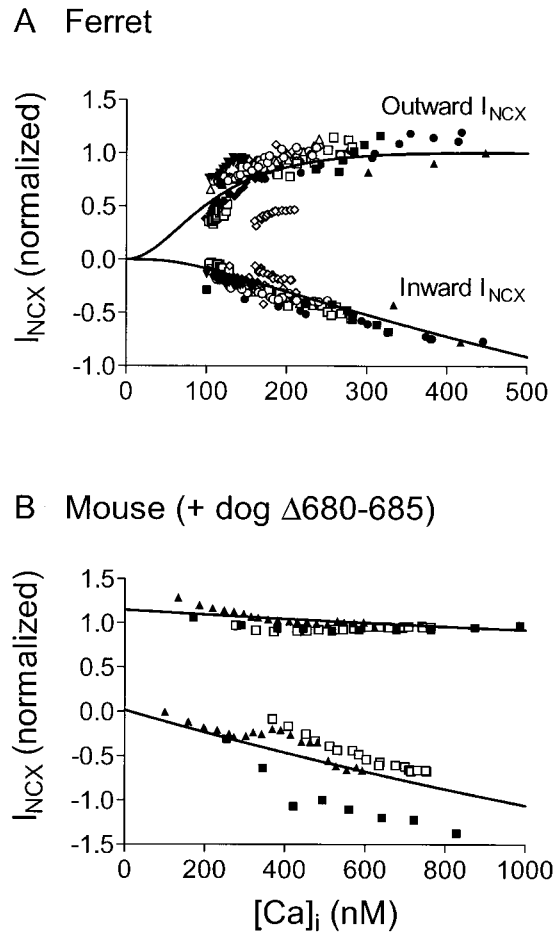 A Ferret
I_NCX (normalized)
1.5
1.0
0.5
0.0
-0.5
-1.0
Outward I_NCX
Inward I_NCX
0 100 200 300 400 500
B Mouse (+ dog Δ680-685)
I_NCX (normalized)
1.5
1.0
0.5
0.0
-0.5
-1.0
-1.5
0 200 400 600 800 1000
[Ca]i (nM)